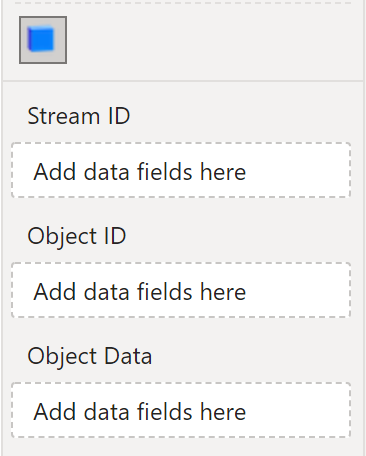 Stream ID
Add data fields here
Object ID
Add data fields here
Object Data
Add data fields here